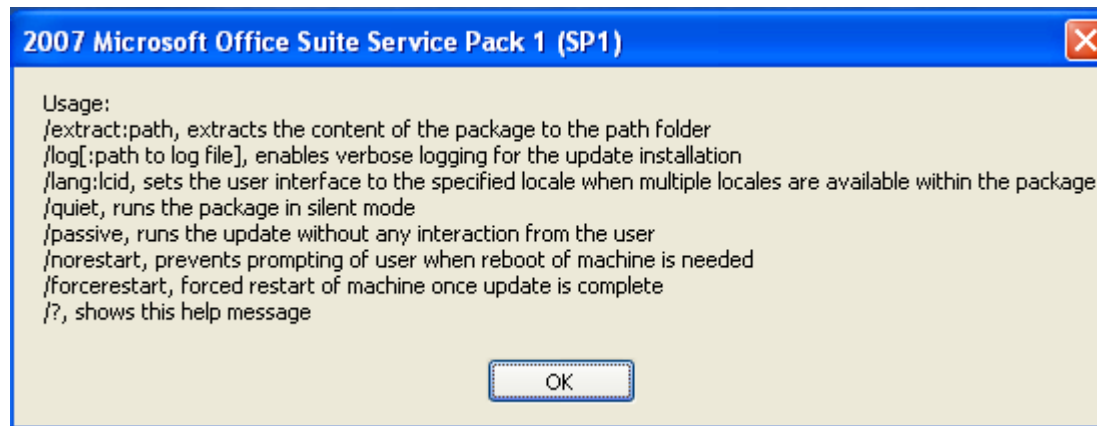 2007 Microsoft Office Suite Service Pack 1 (SP1)
Usage:
/extract:path, extracts the content of the package to the path folder
/log[:path to log file], enables verbose logging for the update installation
/lang:lcid, sets the user interface to the specified locale when multiple locales are available within the package
/quiet, runs the package in silent mode
/passive, runs the update without any interaction from the user
/norestart, prevents prompting of user when reboot of machine is needed
/forcerestart, forced restart of machine once update is complete
/?, shows this help message
OK